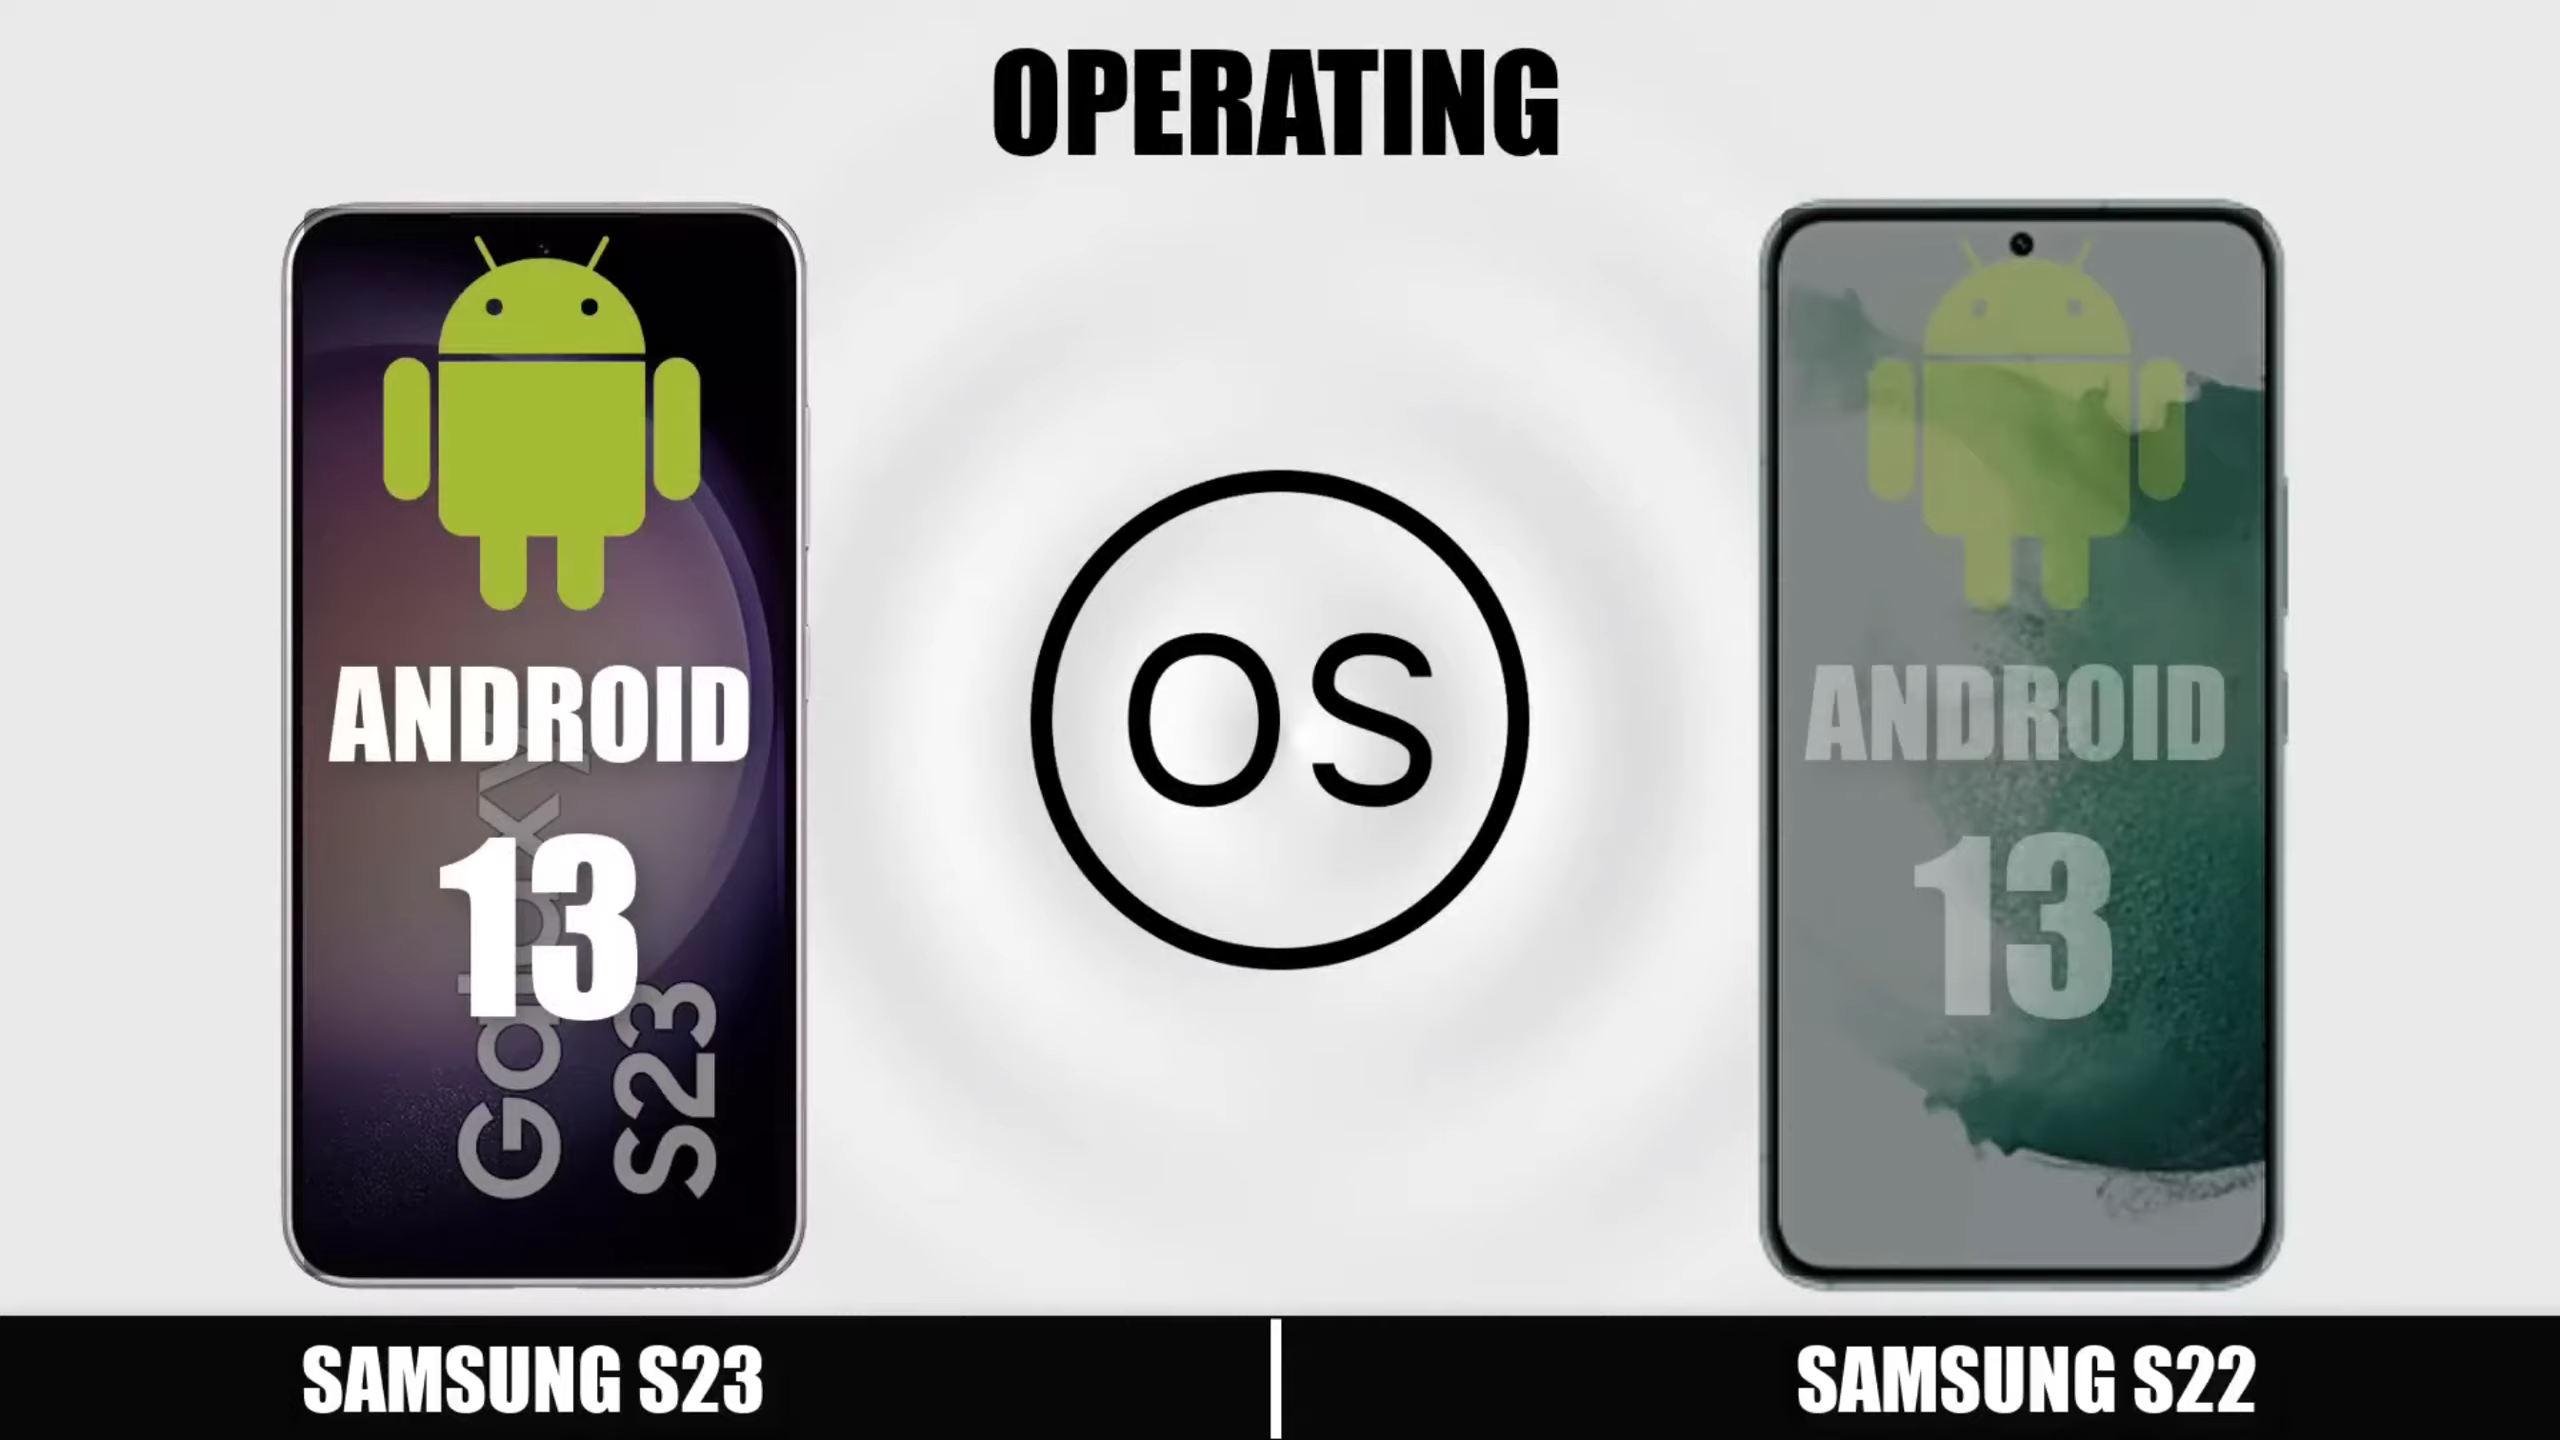 OPERATING
ANDROID
13
Galaxy
S23
OS
ANDROID
13
SAMSUNG S23
SAMSUNG S22